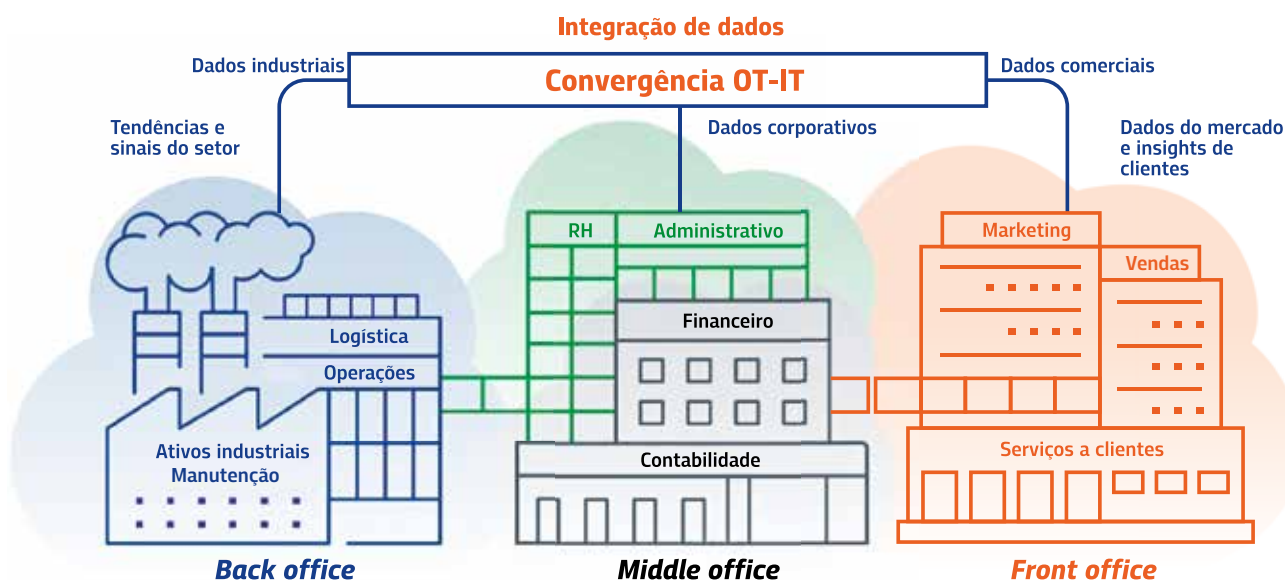 Integração de dados
Convergência OT-IT
Dados industriais
Dados comerciais
Tendências e
sinais do setor
Dados corporativos
Dados do mercado
e insights de
clientes
RH
Administrativo
Financeiro
Contabilidade
Logística
Operações
Ativos industriais
Manutenção
Marketing
Vendas
Serviços a clientes
Back office
Middle office
Front office